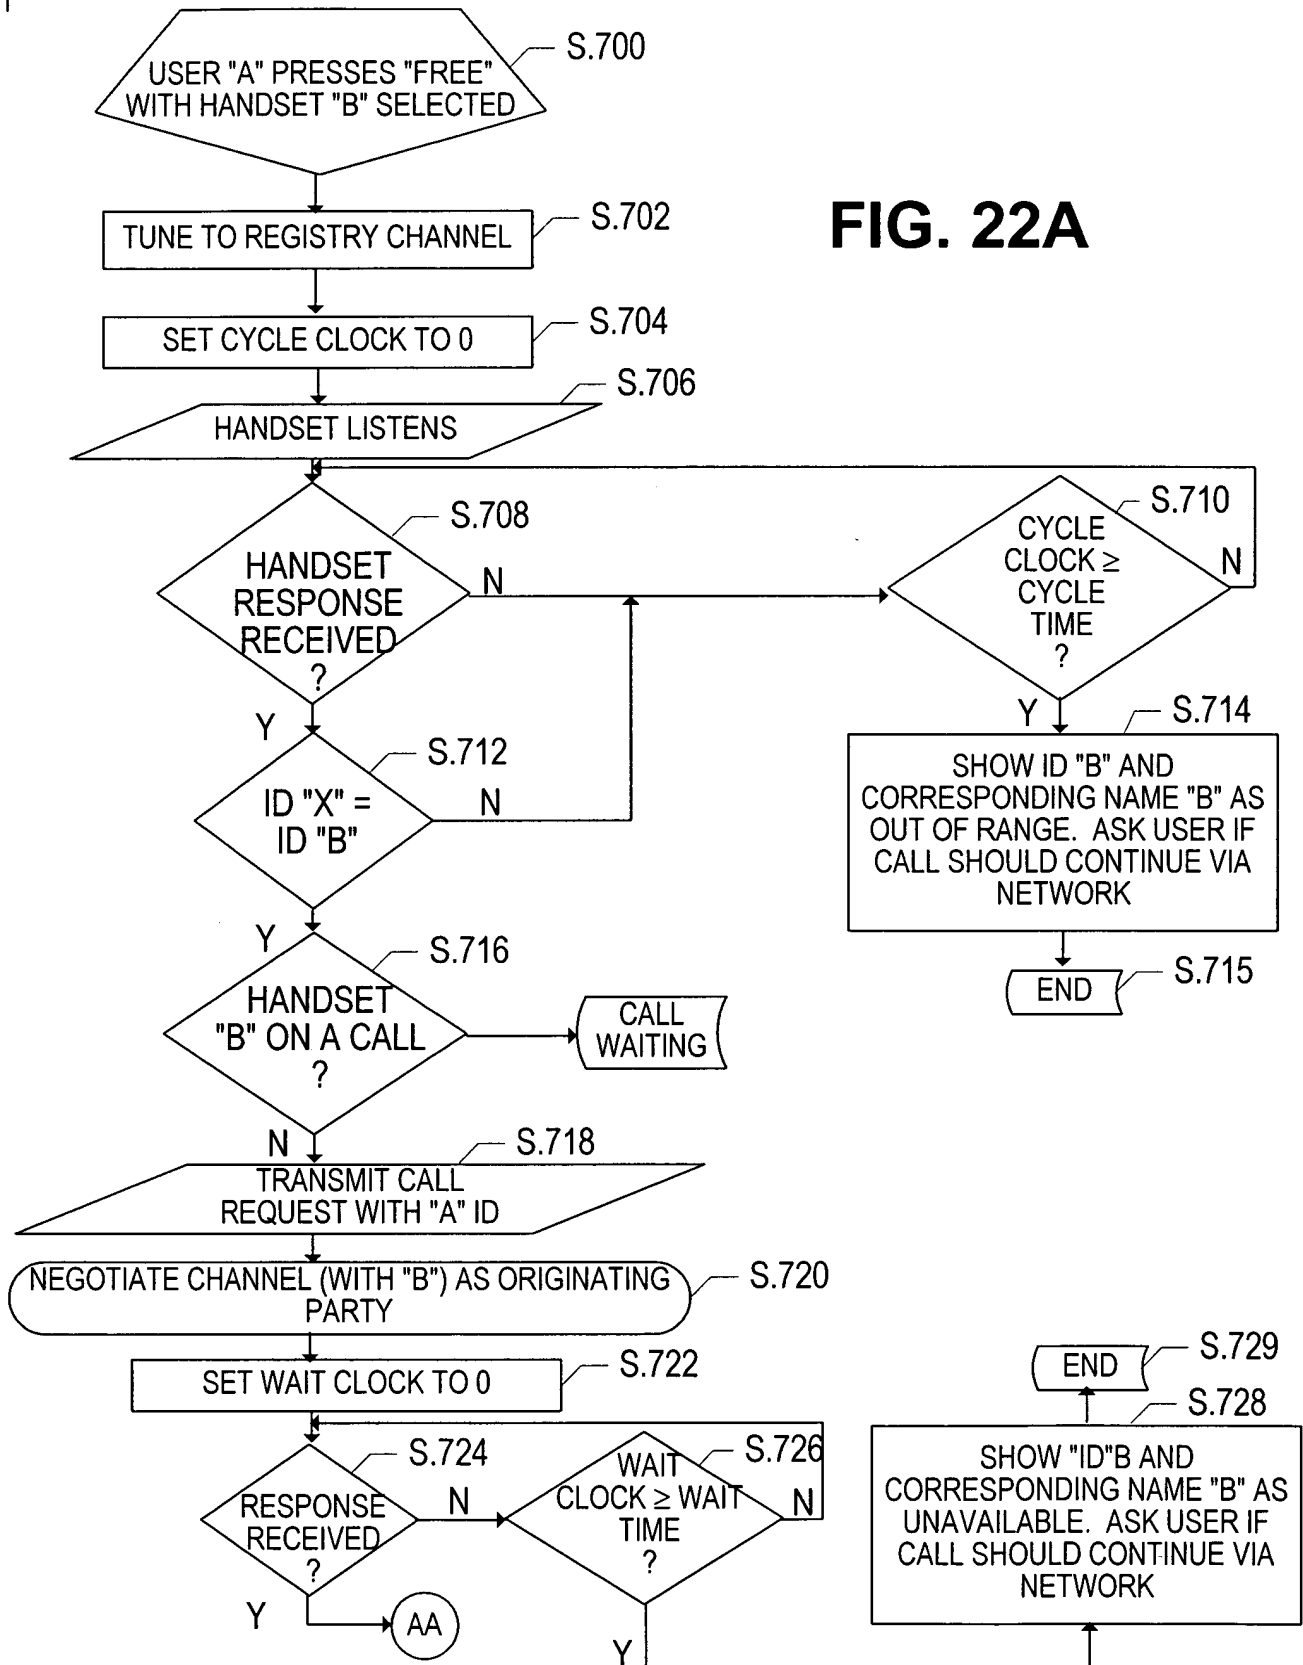 S.700
USER "A" PRESSES "FREE"
WITH HANDSET "B" SELECTED
S.702
TUNE TO REGISTRY CHANNEL
FIG. 22A
S.704
SET CYCLE CLOCK TO 0
S.706
HANDSET LISTENS
S.708
HANDSET
RESPONSE
RECEIVED
?
N
Y
S.710
CYCLE
CLOCK ≥
CYCLE
TIME
?
N
Y
S.712
ID "X" =
ID "B"
N
Y
S.714
SHOW ID "B" AND
CORRESPONDING NAME "B" AS
OUT OF RANGE. ASK USER IF
CALL SHOULD CONTINUE VIA
NETWORK
END
S.715
S.716
HANDSET
"B" ON A CALL
?
CALL
WAITING
N
S.718
TRANSMIT CALL
REQUEST WITH "A" ID
NEGOTIATE CHANNEL (WITH "B") AS ORIGINATING
PARTY
S.720
SET WAIT CLOCK TO 0
S.722
S.724
RESPONSE
RECEIVED
?
N
Y
AA
S.726
WAIT
CLOCK ≥ WAIT
TIME
?
N
Y
END
S.729
S.728
SHOW "ID"B AND
CORRESPONDING NAME "B" AS
UNAVAILABLE. ASK USER IF
CALL SHOULD CONTINUE VIA
NETWORK